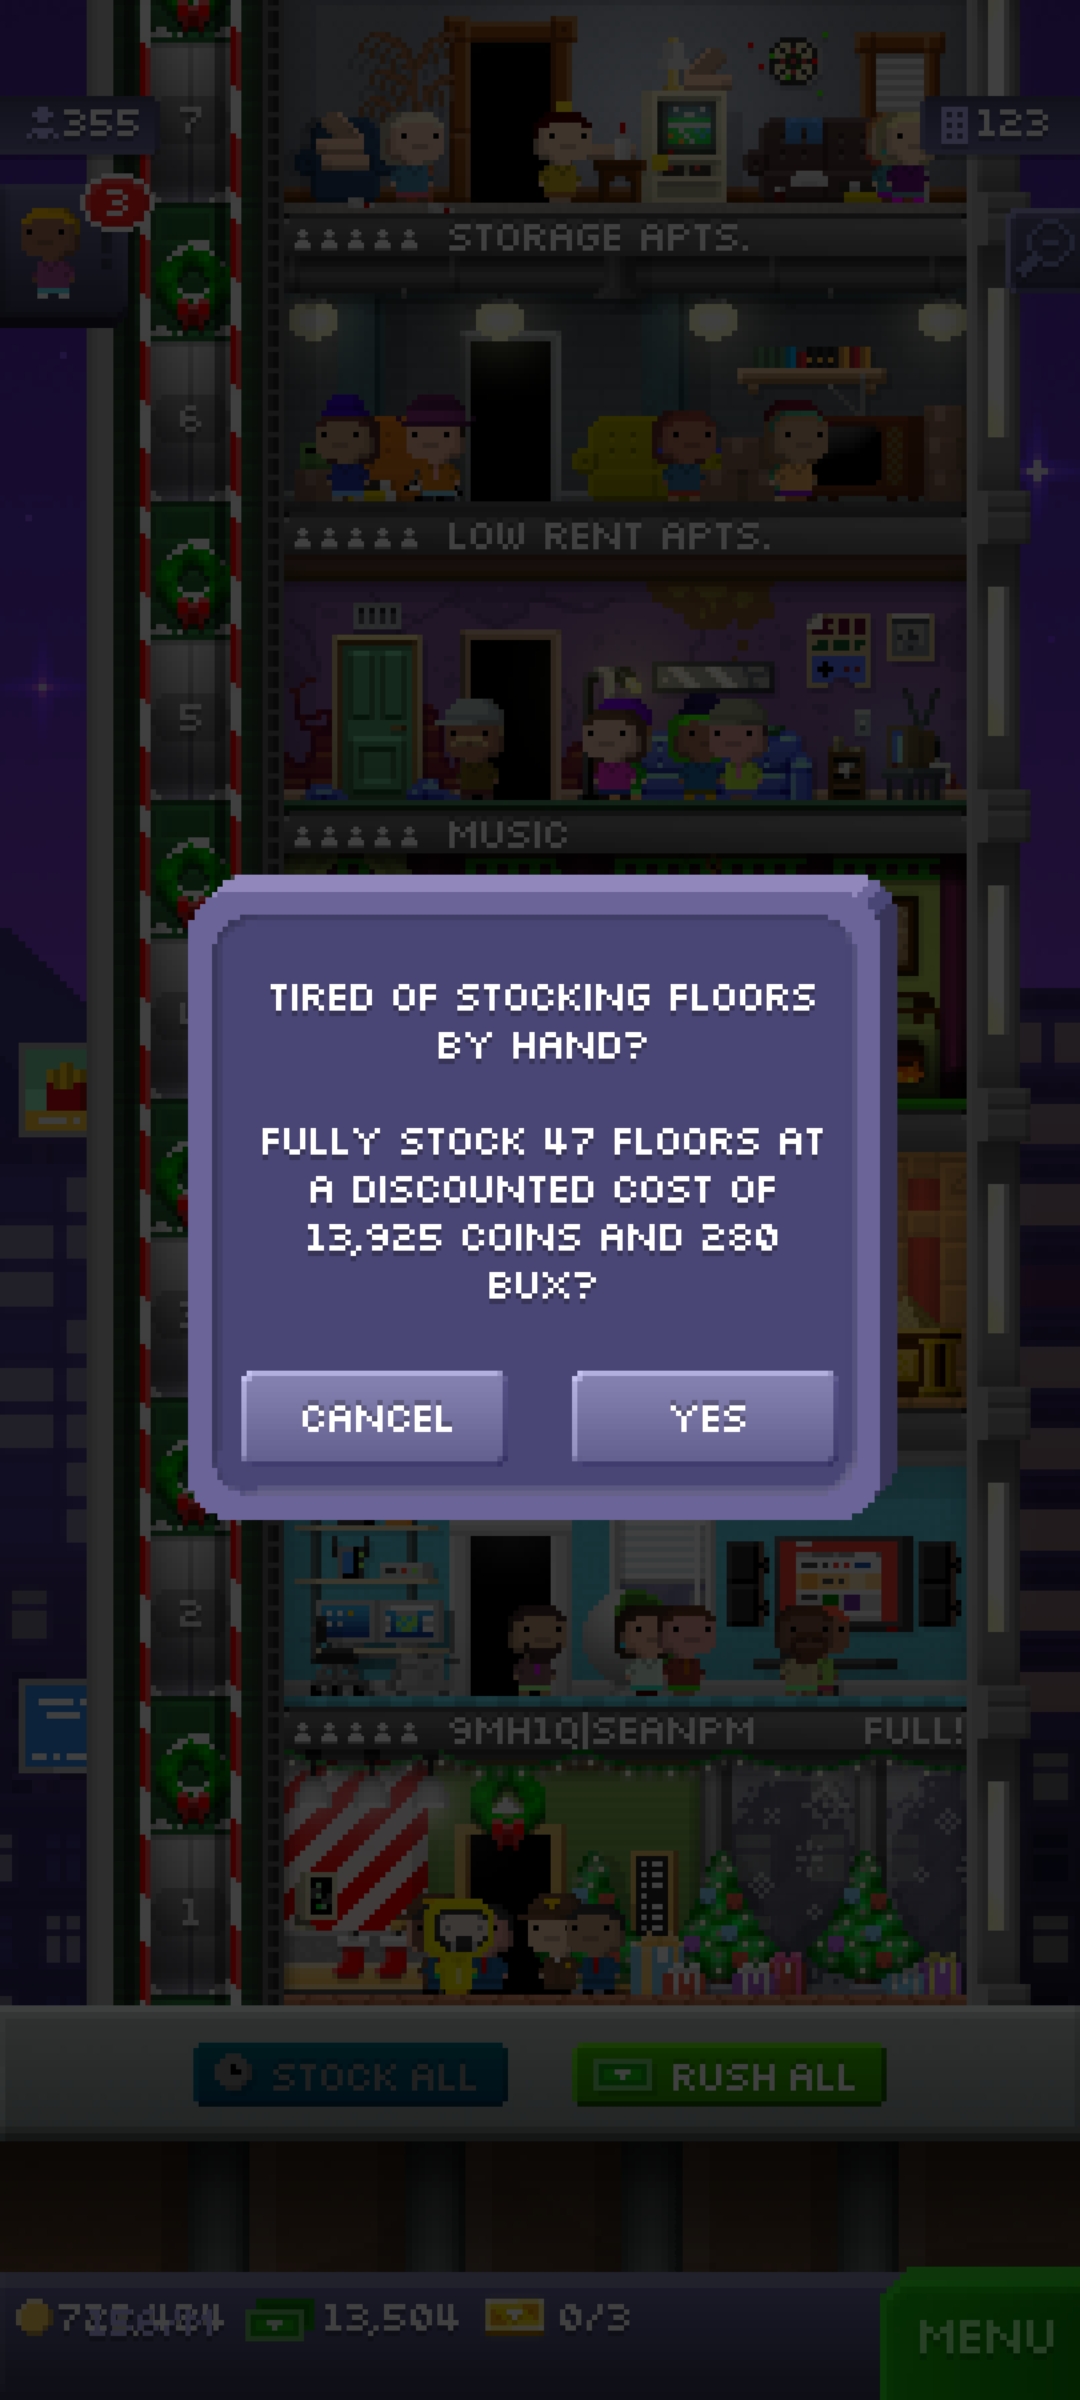 7
355
123
3
STORAGE APTS.
6
LOW RENT APTS.
5
MUSIC
TIRED OF STOCKING FLOORS
BY HAND?
FULLY STOCK 47 FLOORS AT
A DISCOUNTED COST OF
13,925 COINS AND 280
BUX?
CANCEL YES
2
9MH1Q|SEANPM FULL!
1
STOCK ALL RUSH ALL
13,504 0/3
MENU